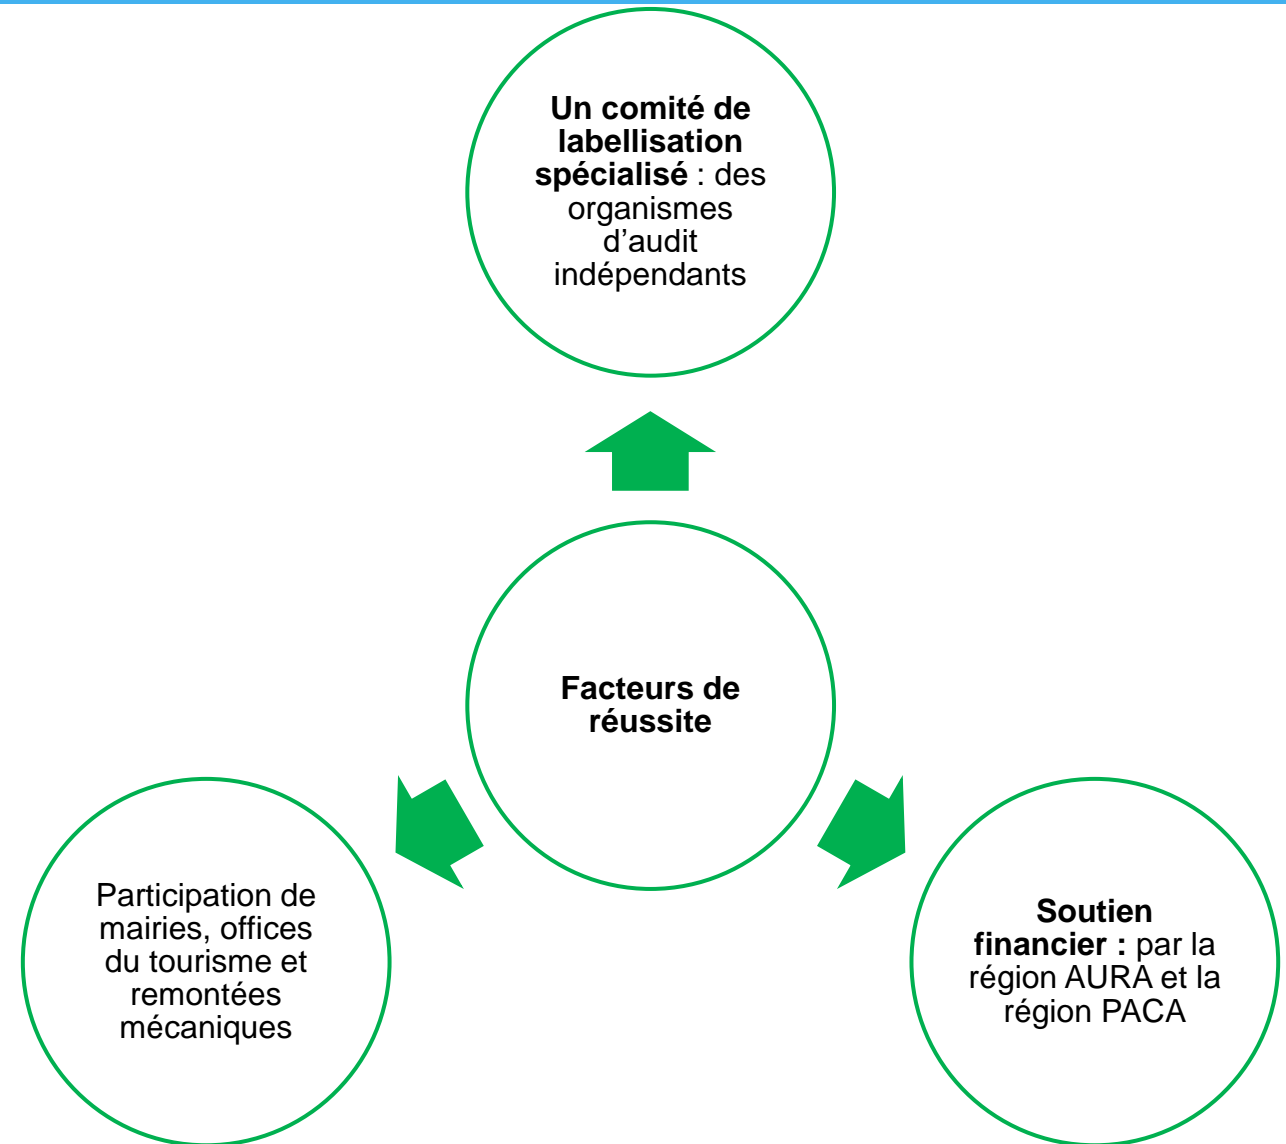 Un comité de
labellisation
spécialisé : des
organismes
d’audit
indépendants
Facteurs de
réussite
Participation de
mairies, offices
du tourisme et
remontées
mécaniques
Soutien
financier : par la
région AURA et la
région PACA